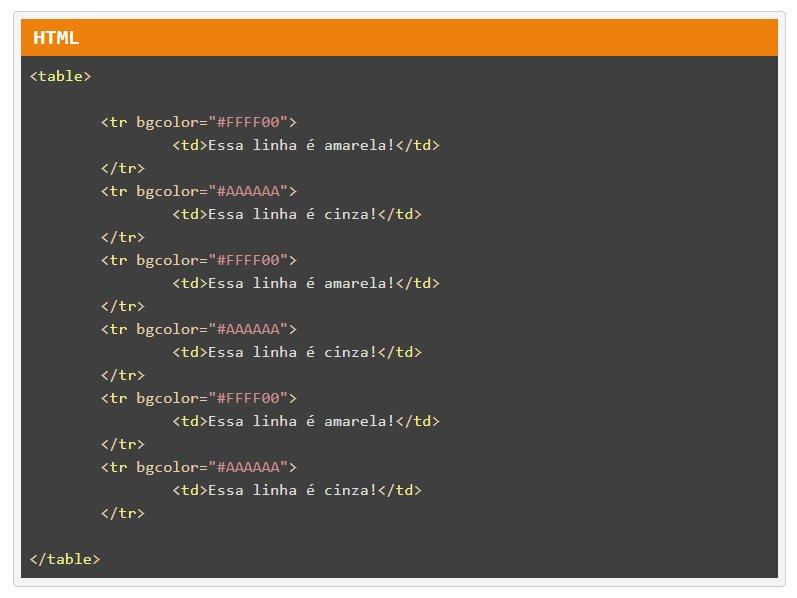 HTML
<table>
<tr bgcolor="#FFFF00">
<td>Essa linha é amarela!</td>
</tr>
<tr bgcolor="#AAAAAA">
<td>Essa linha é cinza!</td>
</tr>
<tr bgcolor="#FFFF00">
<td>Essa linha é amarela!</td>
</tr>
<tr bgcolor="#AAAAAA">
<td>Essa linha é cinza!</td>
</tr>
<tr bgcolor="#FFFF00">
<td>Essa linha é amarela!</td>
</tr>
<tr bgcolor="#AAAAAA">
<td>Essa linha é cinza!</td>
</tr>
</table>